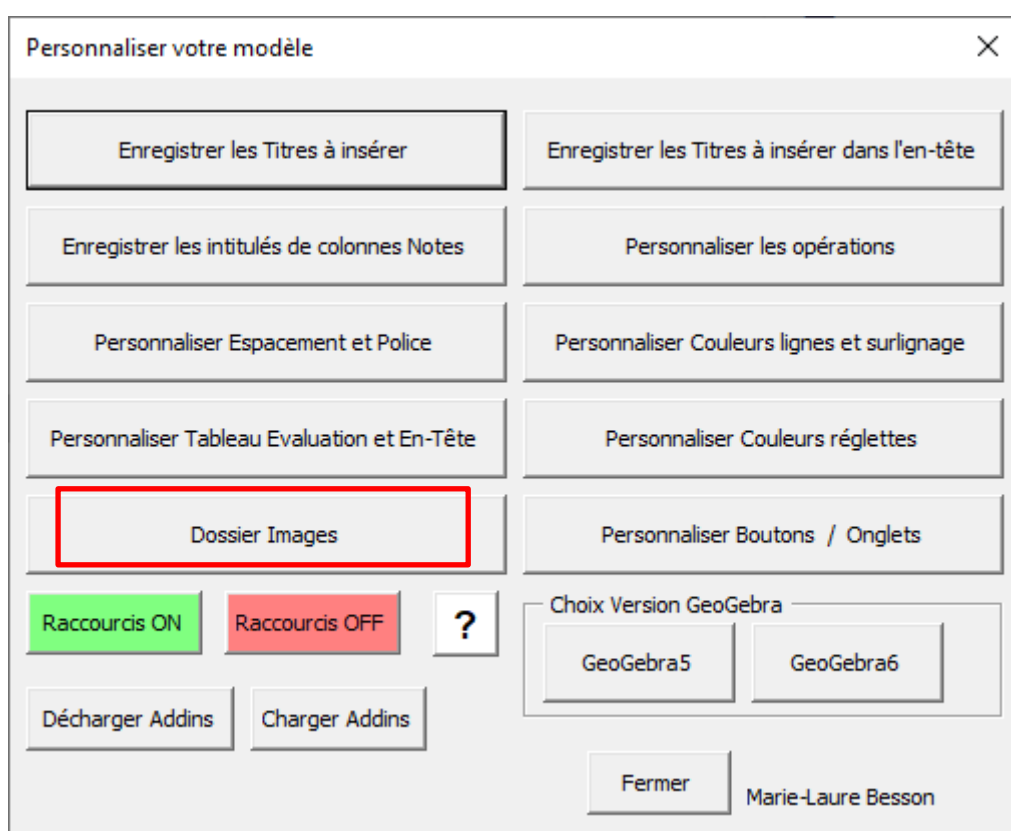 Personnaliser votre modèle
Enregistrer les Titres à insérer
Enregistrer les Titres à insérer dans l'en-tête
Enregistrer les intitulés de colonnes Notes
Personnaliser les opérations
Personnaliser Espacement et Police
Personnaliser Couleurs lignes et surlignage
Personnaliser Tableau Evaluation et En-Tête
Personnaliser Couleurs réglettes
Dossier Images
Personnaliser Boutons / Onglets
Raccourcis ON
Raccourcis OFF
?
Choix Version GeoGebra
GeoGebra5
GeoGebra6
Décharger Addins
Charger Addins
Fermer
Marie-Laure Besson